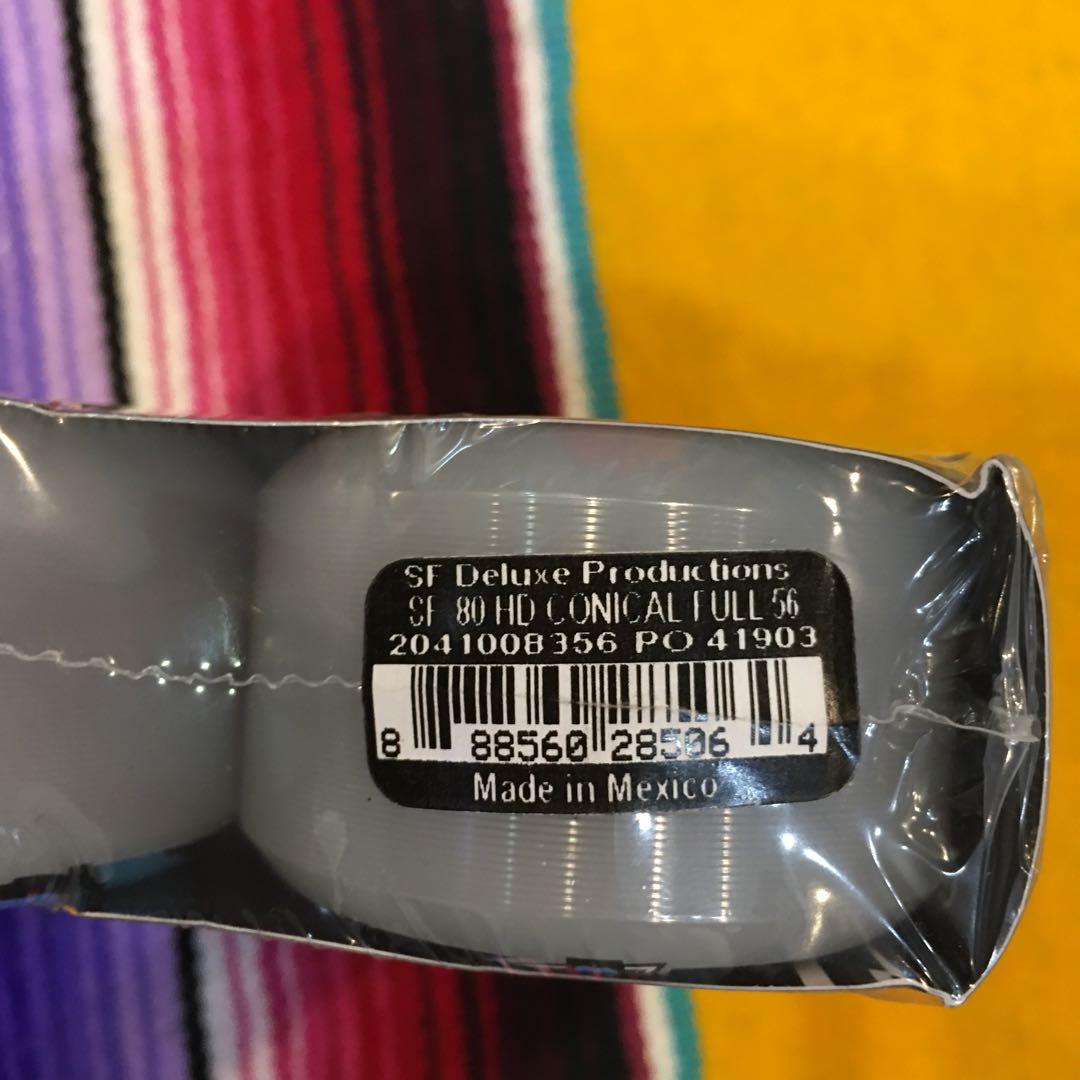 SF Deluxe Productions
SF 80 HD CONICAL FULL 56
2041008356 PO 41903
8 88560 28506 4
Made in Mexico